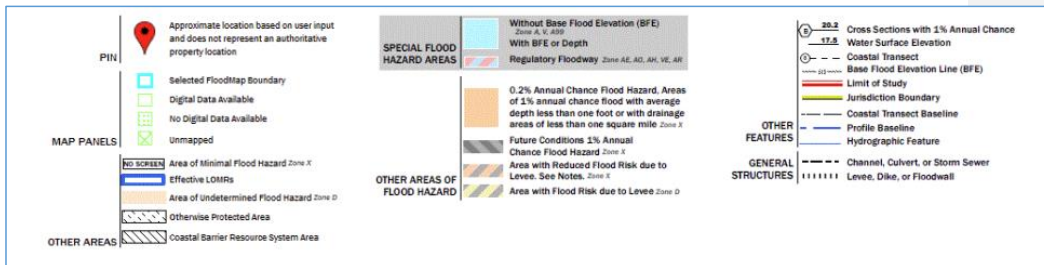 PIN
Approximate location based on user input
and does not represent an authoritative
property location
MAP PANELS
Selected FloodMap Boundary
Digital Data Available
No Digital Data Available
Unmapped
OTHER AREAS
NO SCREEN Area of Minimal Flood Hazard Zone X
Effective LOMRs
Area of Undetermined Flood Hazard Zone D
Otherwise Protected Area
Coastal Barrier Resource System Area
SPECIAL FLOOD
HAZARD AREAS
Without Base Flood Elevation (BFE)
Zone A, V, A99
With BFE or Depth
Regulatory Floodway Zone AE, AO, AH, VE, AR
OTHER AREAS OF
FLOOD HAZARD
0.2% Annual Chance Flood Hazard, Areas
of 1% annual chance flood with average
depth less than one foot or with drainage
areas of less than one square mile Zone X
Future Conditions 1% Annual
Chance Flood Hazard Zone X
Area with Reduced Flood Risk due to
Levee. See Notes. Zone X
Area with Flood Risk due to Levee Zone D
OTHER
FEATURES
20.2 Cross Sections with 1% Annual Chance
17.5 Water Surface Elevation
Coastal Transect
Base Flood Elevation Line (BFE)
Limit of Study
Jurisdiction Boundary
Coastal Transect Baseline
Profile Baseline
Hydrographic Feature
GENERAL
STRUCTURES
Channel, Culvert, or Storm Sewer
Levee, Dike, or Floodwall